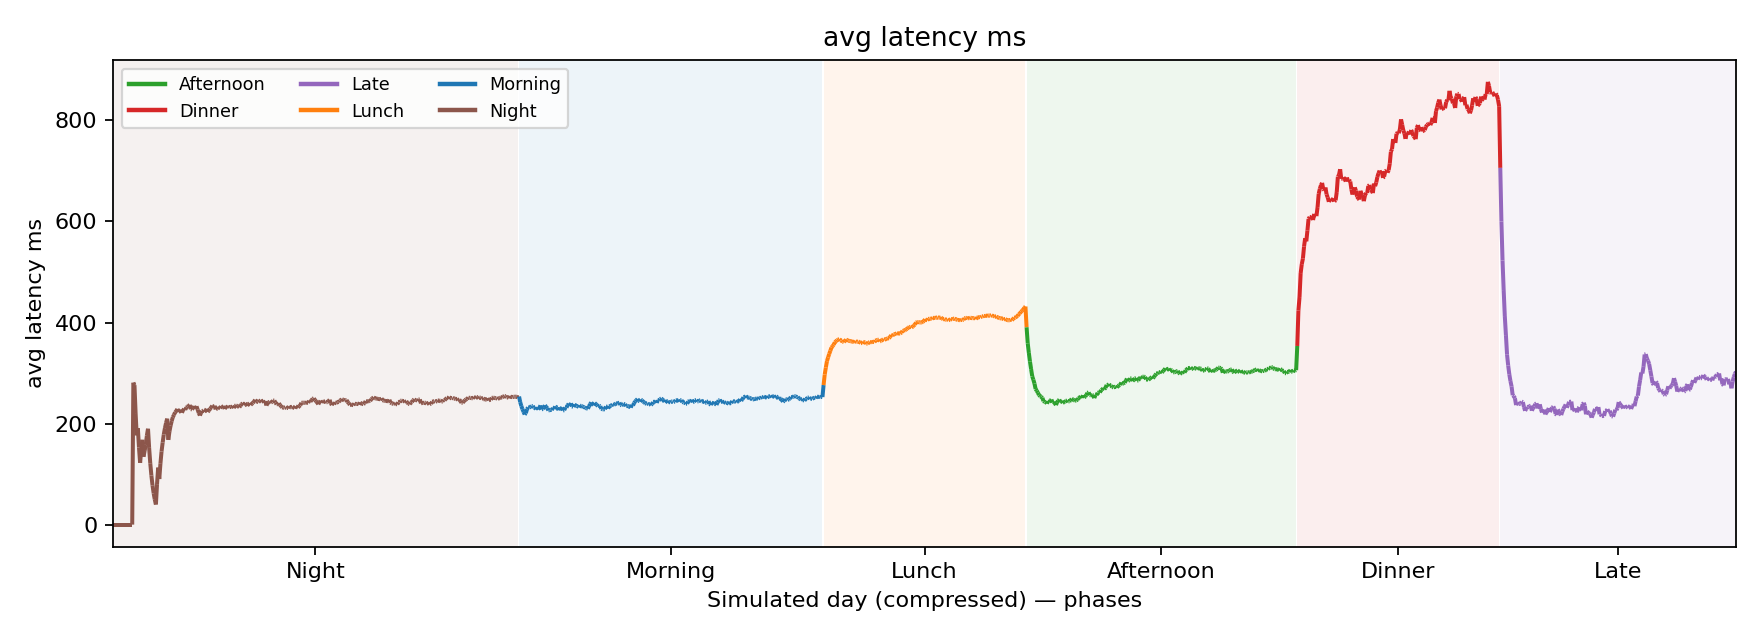 avg latency ms
Afternoon Late Morning
Dinner Lunch Night
avg latency ms
800
600
400
200
0
Night Morning Lunch Afternoon Dinner Late
Simulated day (compressed) — phases